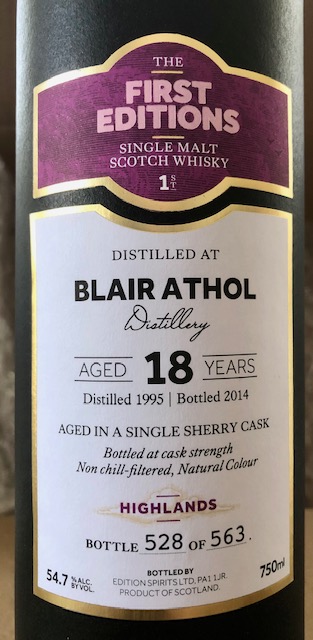 THE
FIRST
EDITIONS
SINGLE MALT
SCOTCH WHISKY
1ST
DISTILLED AT
BLAIR ATHOL
Distillery
AGED 18 YEARS
Distilled 1995 | Bottled 2014
AGED IN A SINGLE SHERRY CASK
Bottled at cask strength
Non chill-filtered, Natural Colour
HIGHLANDS
BOTTLE 528 OF 563.
54.7 % ALC. BY VOL.
BOTTLED BY
EDITION SPIRITS LTD, PA1 1JR.
PRODUCT OF SCOTLAND.
750ml